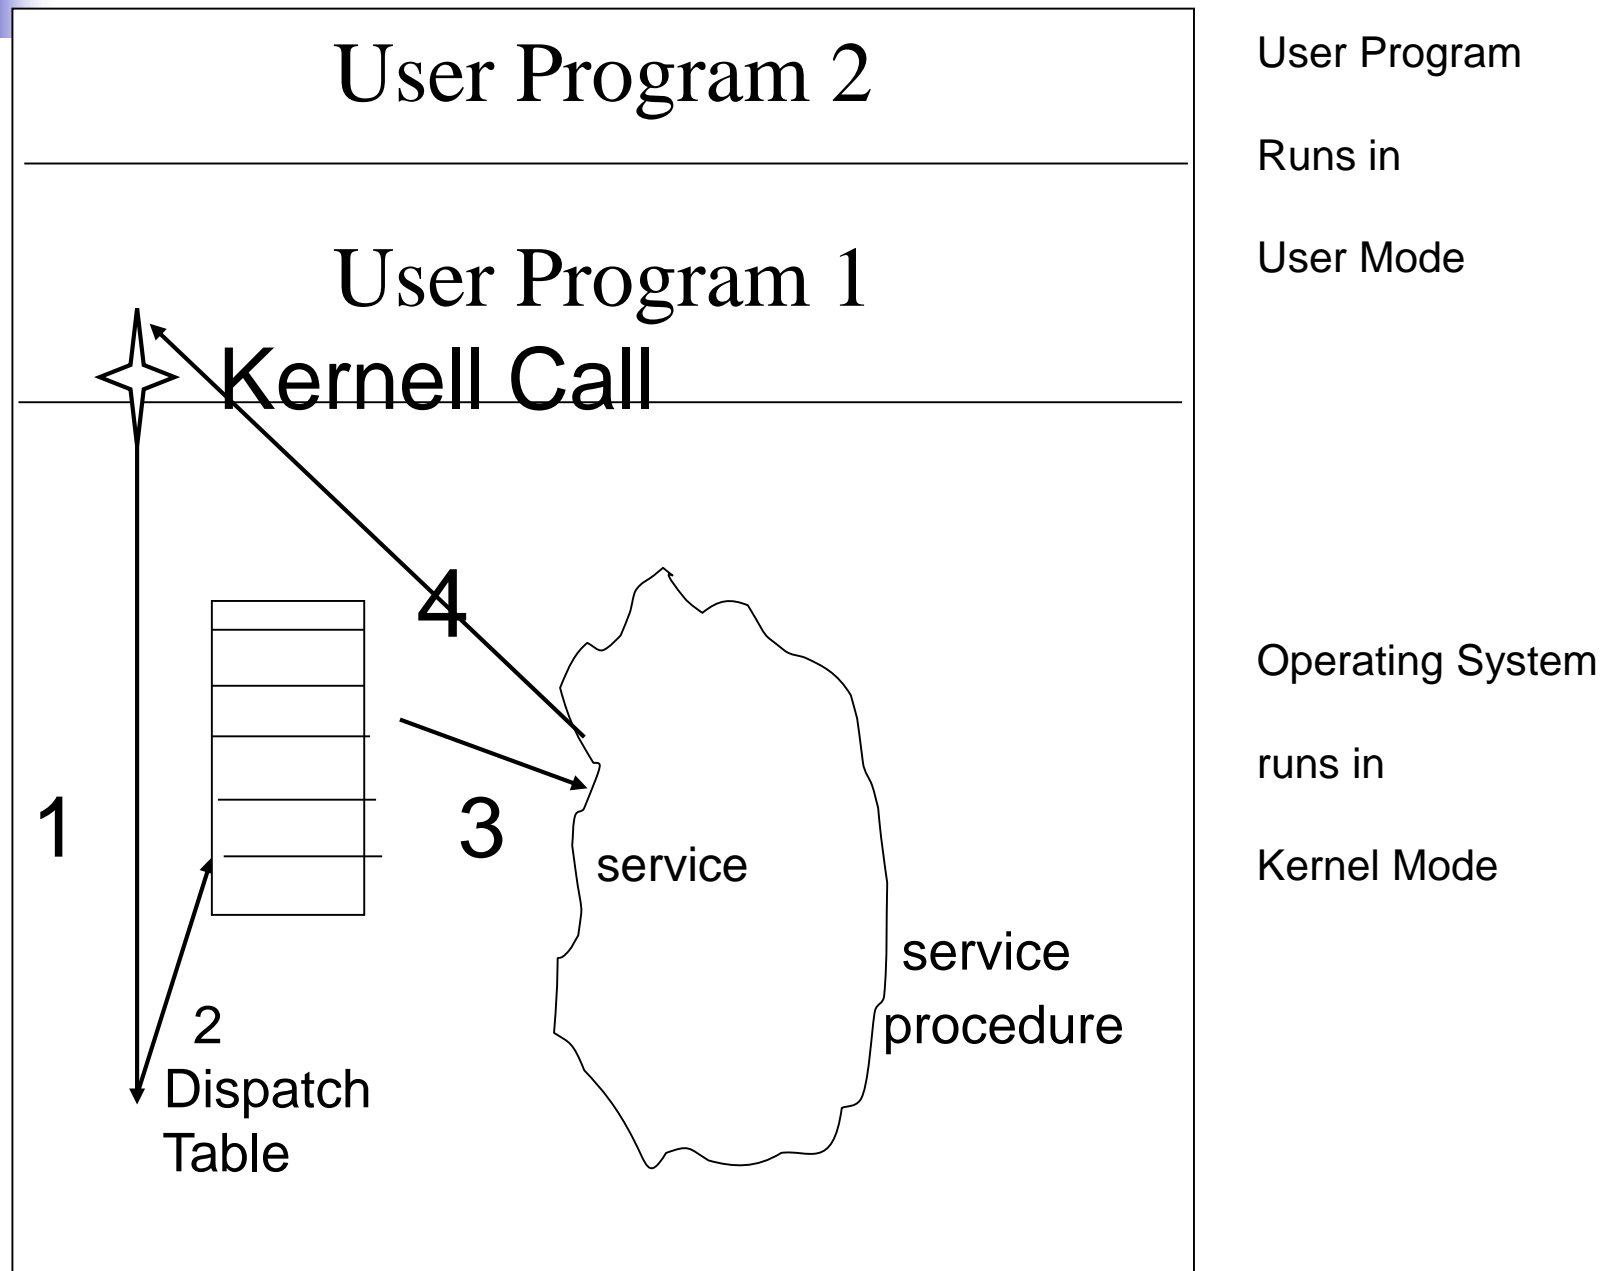 User Program 2
User Program
Runs in
User Program 1
User Mode
Kernell Call
4
Operating System
runs in
1
3
service
Kernel Mode
service
procedure
2
Dispatch
Table